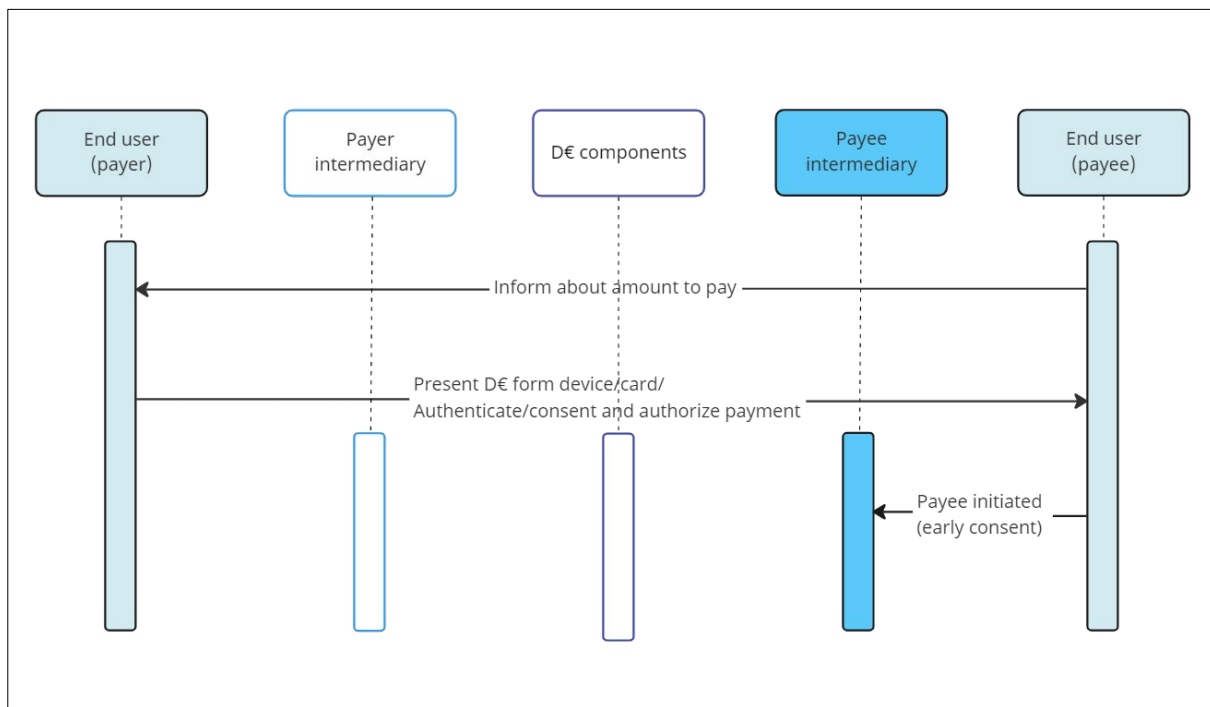 End user
(payer)
Payer
intermediary
D€ components
Payee
intermediary
End user
(payee)
Inform about amount to pay
Present D€ form device/card/
Authenticate/consent and authorize payment
Payee initiated
(early consent)